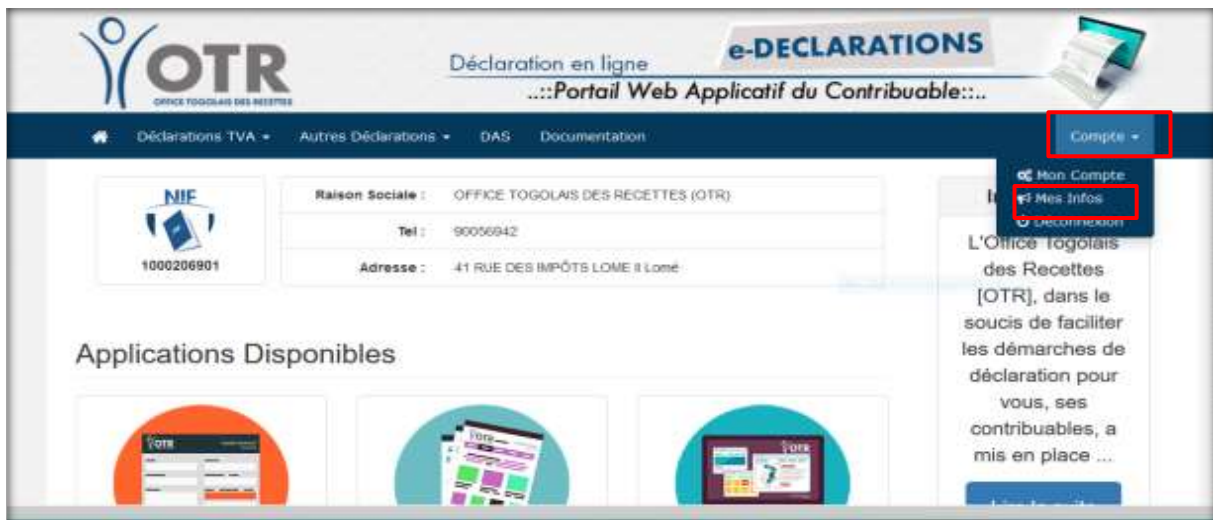 OTR
OFFICE TOGOLAIS DES RECETTES
e-DECLARATIONS
Déclaration en ligne
..::Portail Web Applicatif du Contribuable::..
Déclarations TVA
Autres Déclarations
DAS
Documentation
Compte
Mon Compte
Mes Infos
Déconnexion
NIF
1000206901
Raison Sociale : OFFICE TOGOLAIS DES RECETTES (OTR)
Tel : 90056942
Adresse : 41 RUE DES IMPÔTS LOME II Lomé
L'Office Togolais
des Recettes
[OTR], dans le
soucis de faciliter
les démarches de
déclaration pour
vous, ses
contribuables, a
mis en place ...
Applications Disponibles
OTR
OTR
OTR